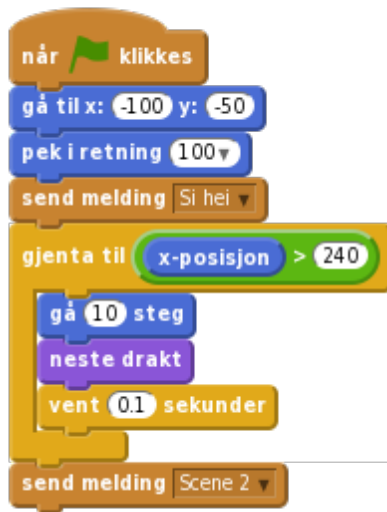 når klikkes
gå til x: -100 y: -50
pek i retning 100
send melding Si hei
gjenta til x-posisjon > 240
gå 10 steg
neste drakt
vent 0.1 sekunder
send melding Scene 2